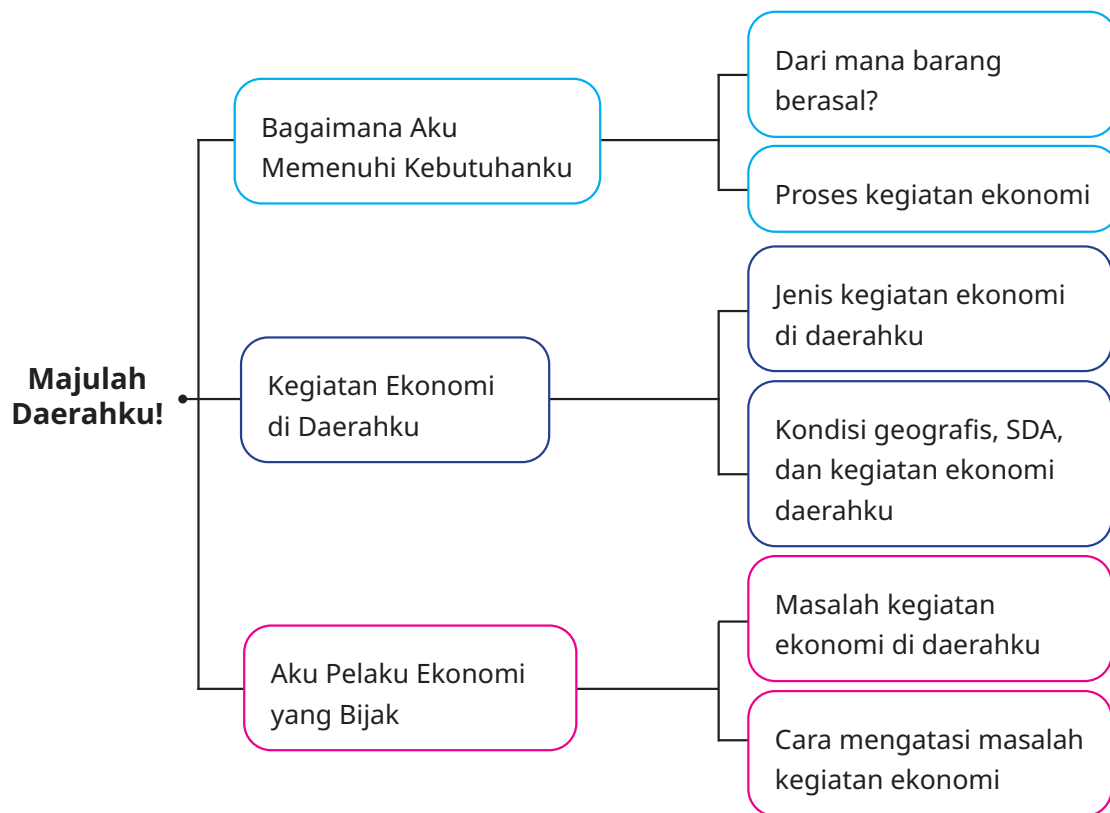 Majulah
Daerahku!
Bagaimana Aku
Memenuhi Kebutuhanku
Dari mana barang
berasal?
Proses kegiatan ekonomi
Kegiatan Ekonomi
di Daerahku
Jenis kegiatan ekonomi
di daerahku
Kondisi geografis, SDA,
dan kegiatan ekonomi
daerahku
Aku Pelaku Ekonomi
yang Bijak
Masalah kegiatan
ekonomi di daerahku
Cara mengatasi masalah
kegiatan ekonomi